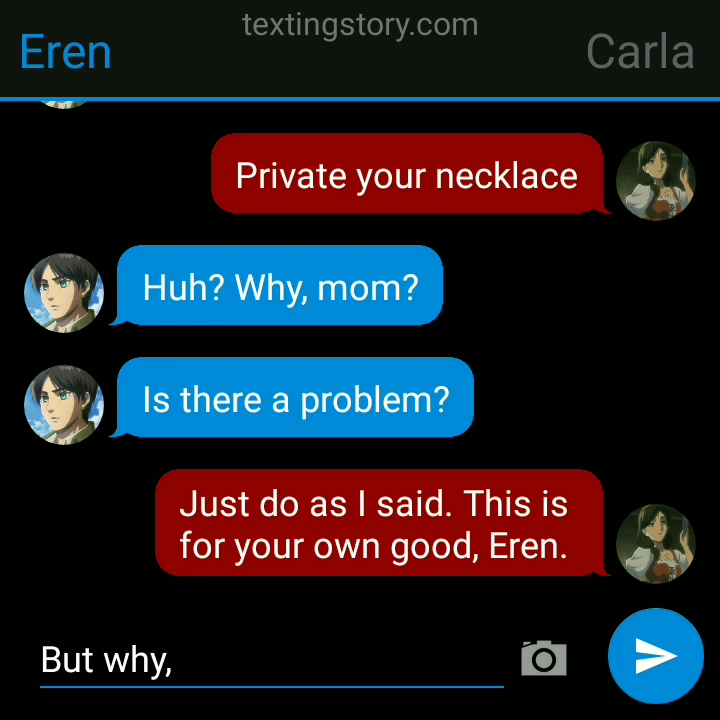 textingstory.com
Eren
Carla
Private your necklace
Huh? Why, mom?
Is there a problem?
Just do as I said. This is
for your own good, Eren.
But why,